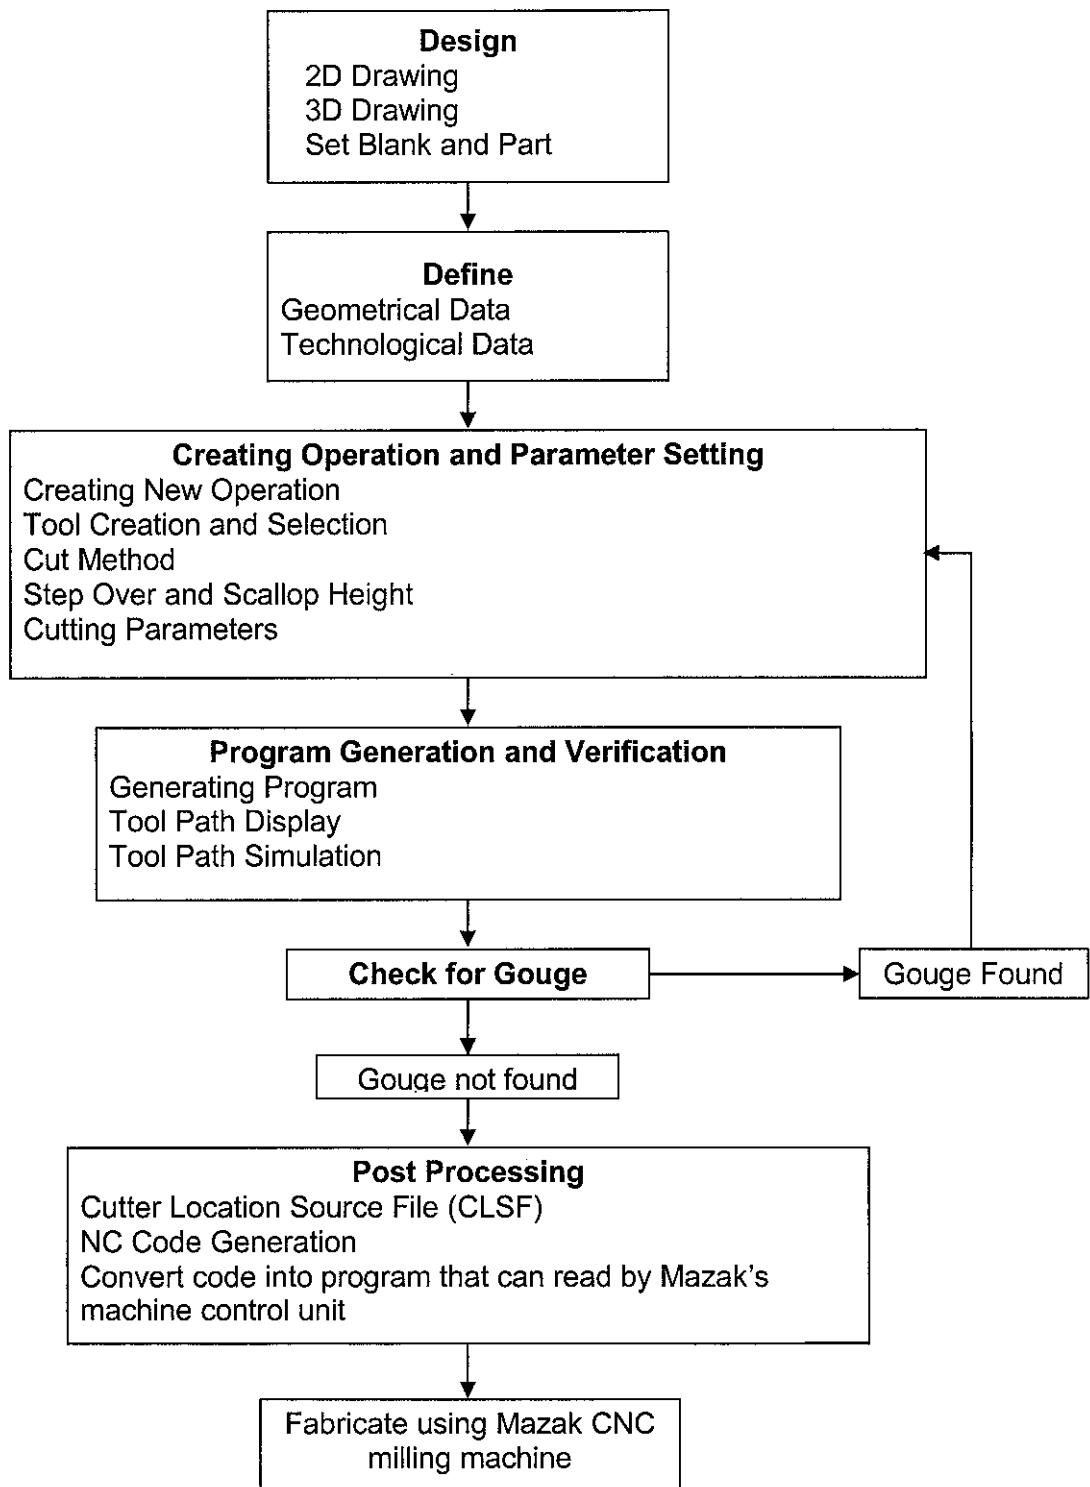 Design
2D Drawing
3D Drawing
Set Blank and Part
Define
Geometrical Data
Technological Data
Creating Operation and Parameter Setting
Creating New Operation
Tool Creation and Selection
Cut Method
Step Over and Scallop Height
Cutting Parameters
Program Generation and Verification
Generating Program
Tool Path Display
Tool Path Simulation
Check for Gouge
Gouge Found
Gouge not found
Post Processing
Cutter Location Source File (CLSF)
NC Code Generation
Convert code into program that can read by Mazak's
machine control unit
Fabricate using Mazak CNC
milling machine